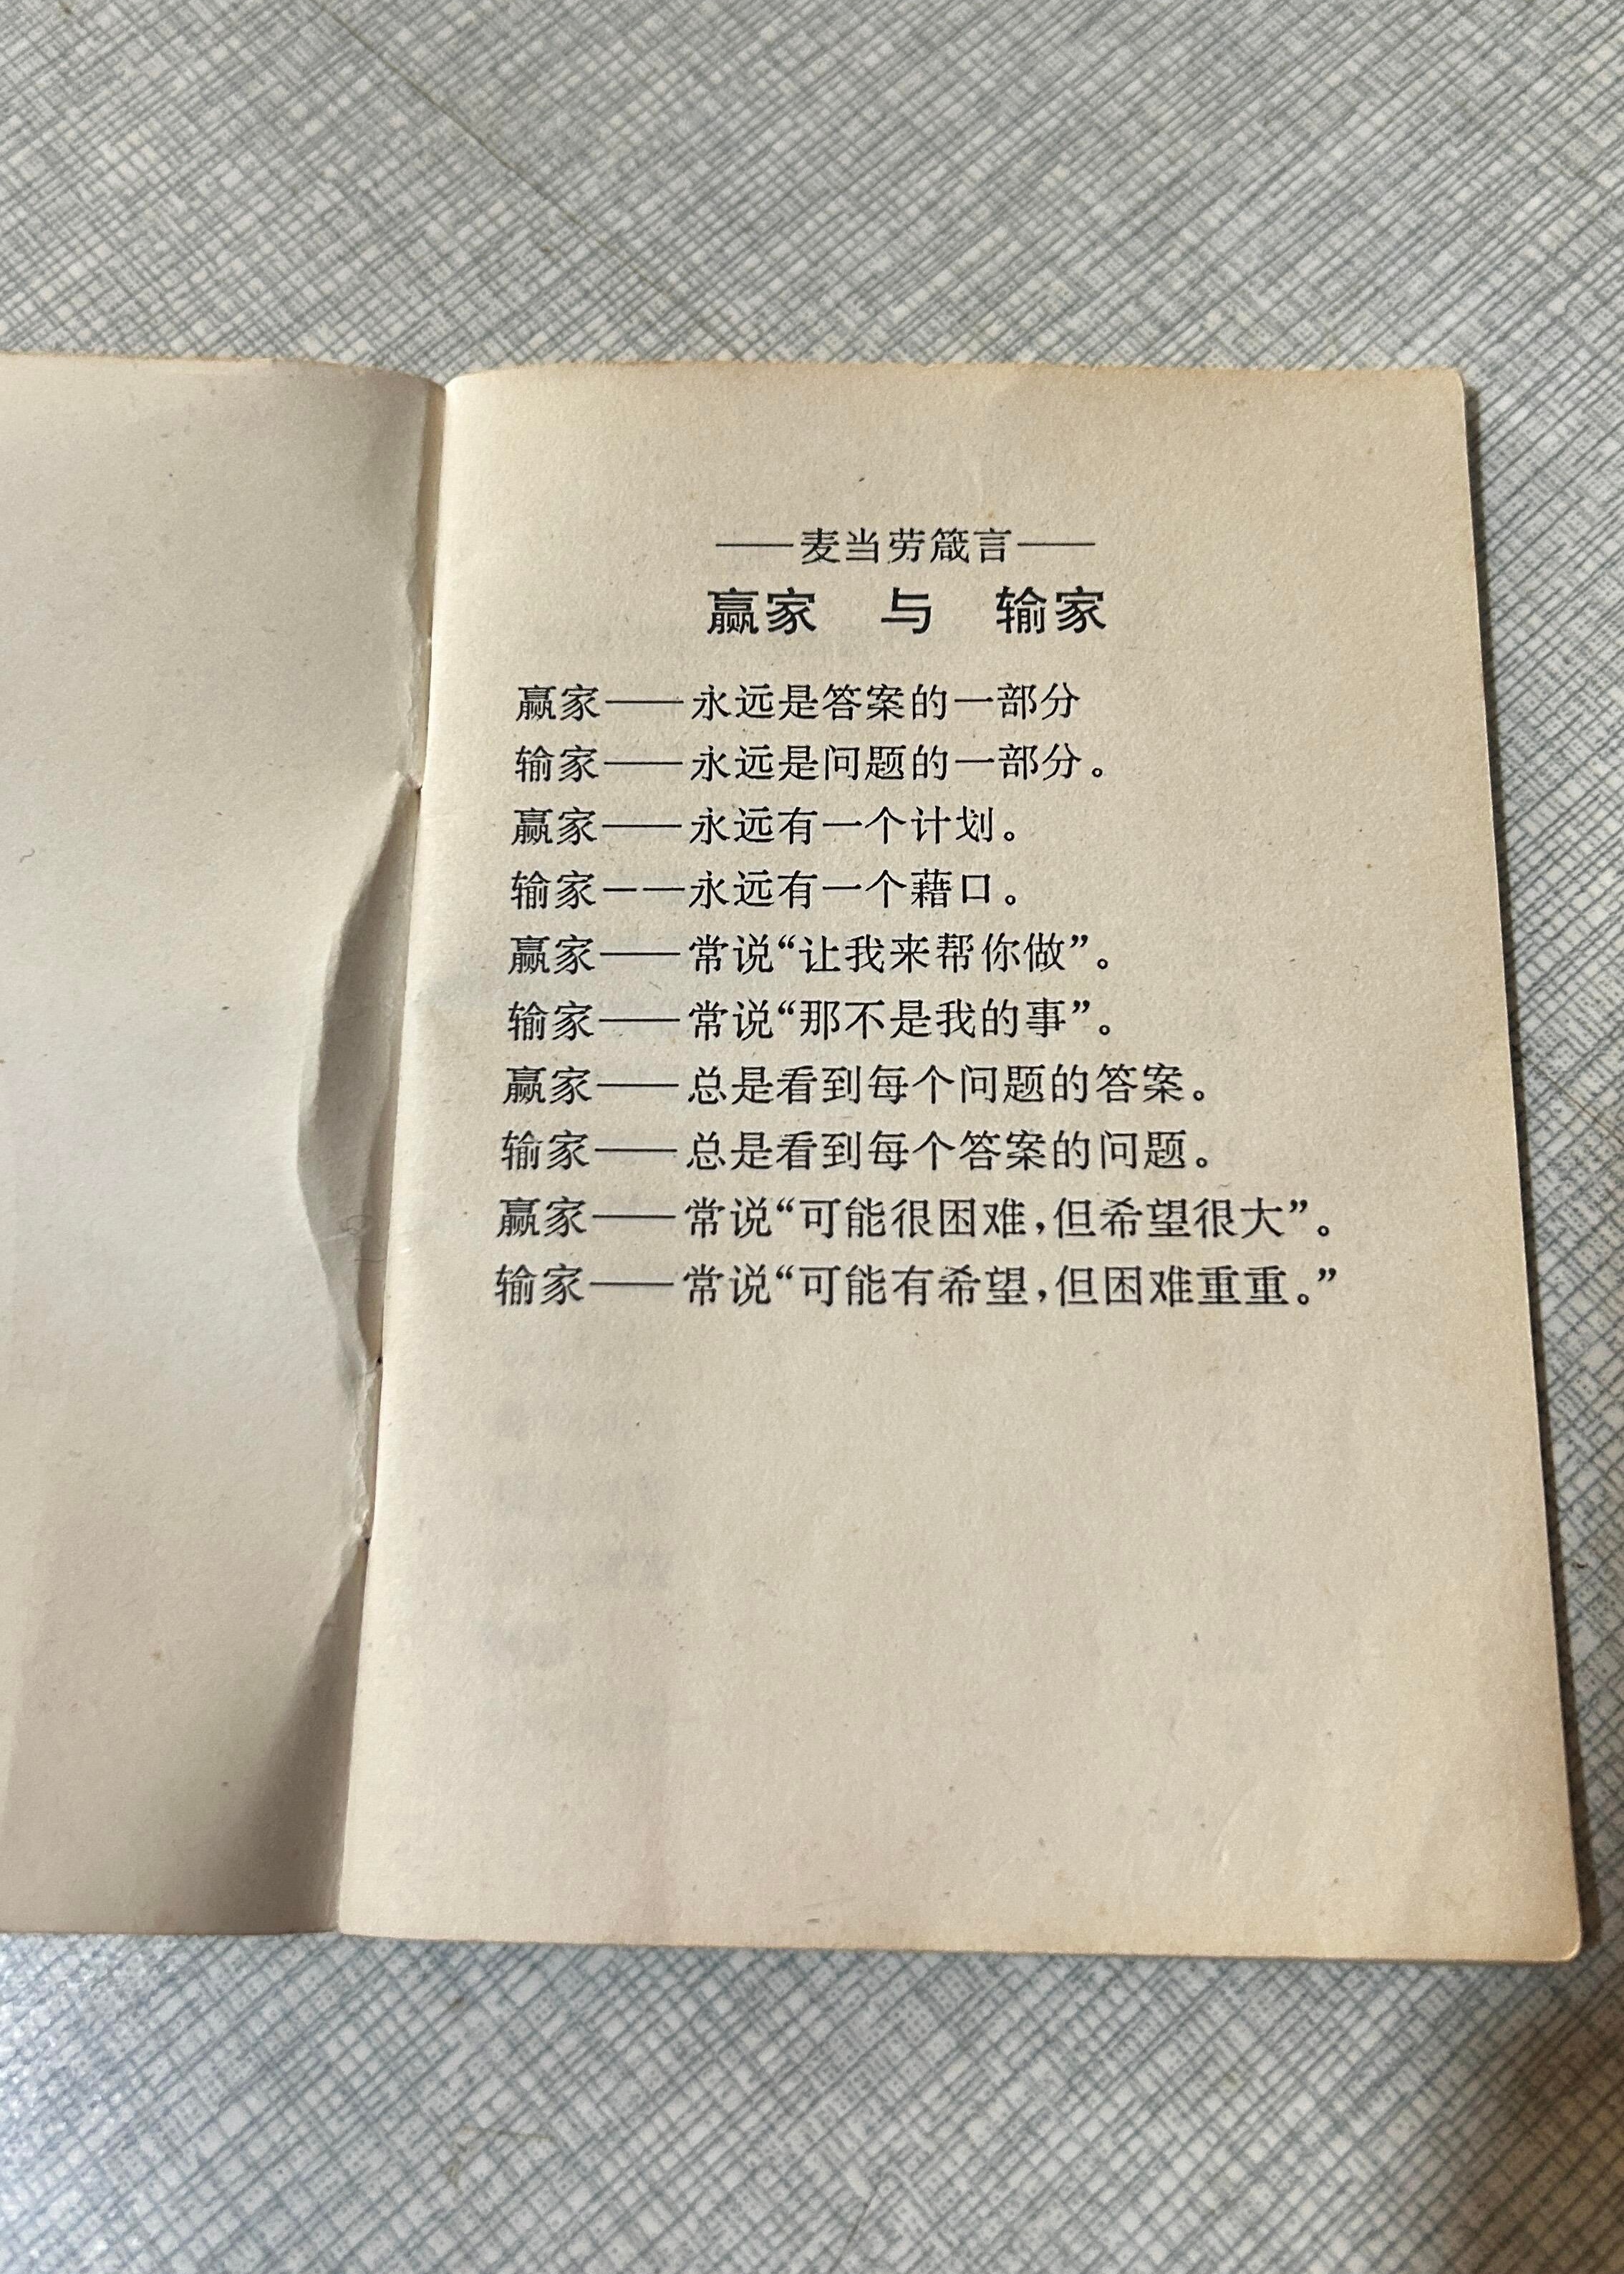 ——麦当劳箴言——
赢家 与 输家
赢家——永远是答案的一部分
输家——永远是问题的一部分。
赢家——永远有一个计划。
输家——永远有一个藉口。
赢家——常说“让我来帮你做”。
输家——常说“那不是我的事”。
赢家——总是看到每个问题的答案。
输家——总是看到每个答案的问题。
赢家——常说“可能很困难，但希望很大”。
输家——常说“可能有希望，但困难重重。”